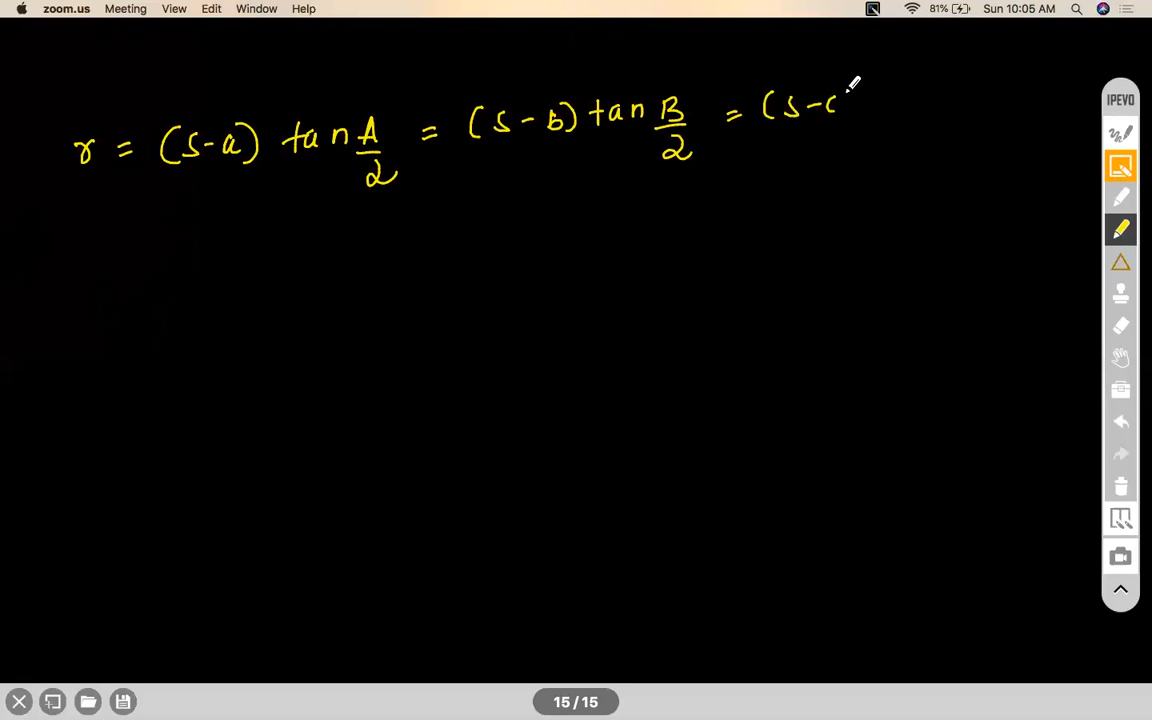 zoom.us Meeting View Edit Window Help 81% Sun 10:05 AM
IPEVO
r = (s-a) tan A/2 = (s-b) tan B/2 = (s-c
15 / 15